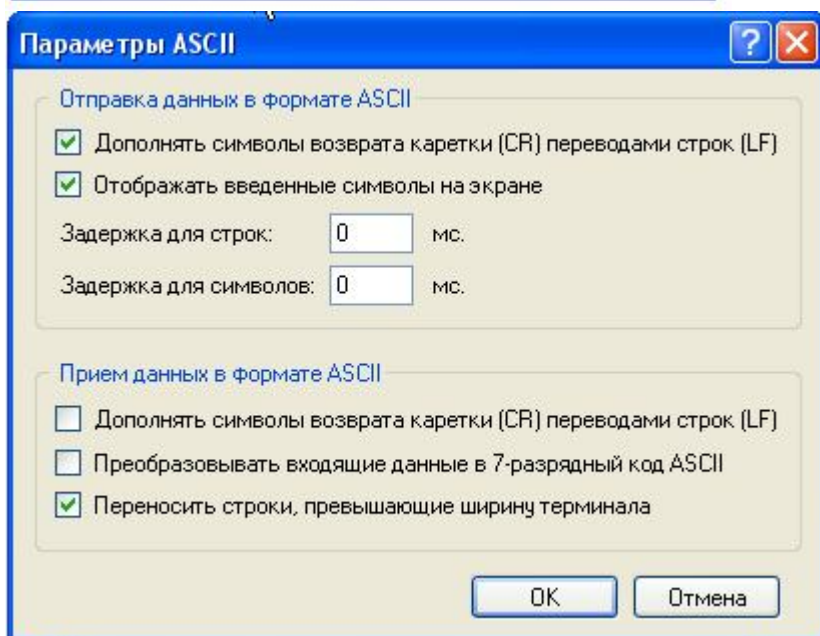 Параметры ASCII
Отправка данных в формате ASCII
Дополнять символы возврата каретки (CR) переводами строк (LF)
Отображать введенные символы на экране
Задержка для строк: 0 мс.
Задержка для символов: 0 мс.
Прием данных в формате ASCII
Дополнять символы возврата каретки (CR) переводами строк (LF)
Преобразовывать входящие данные в 7-разрядный код ASCII
Переносить строки, превышающие ширину терминала
OK Отмена